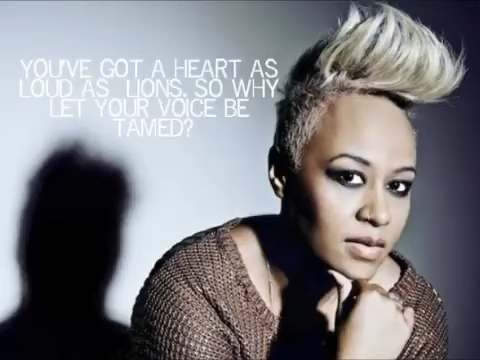 YOU'VE GOT A HEART AS
LOUD AS LIONS. SO WHY
LET YOUR VOICE BE
TAMED?